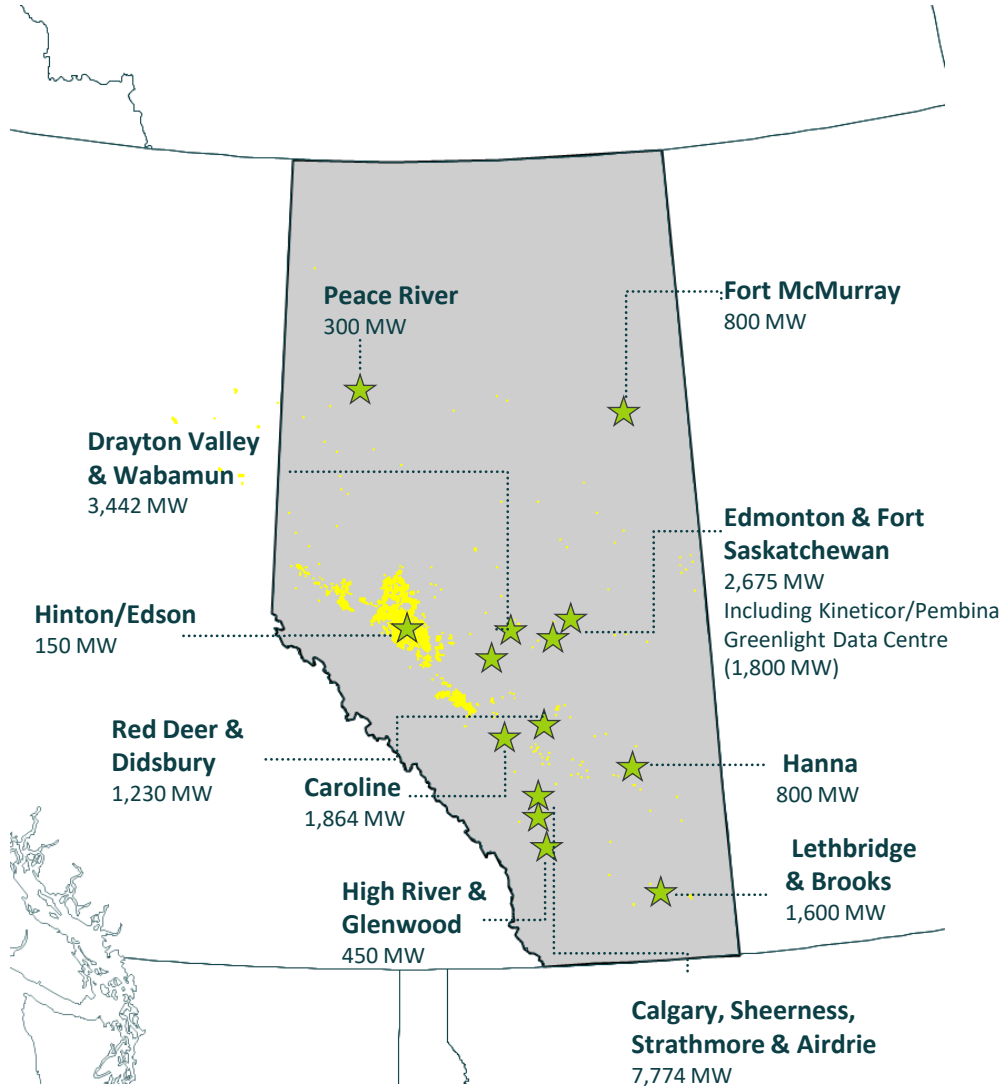 Peace River
300 MW
Fort McMurray
800 MW
Drayton Valley
& Wabamun
3,442 MW
Edmonton & Fort
Saskatchewan
2,675 MW
Including Kineticor/Pembina
Greenlight Data Centre
(1,800 MW)
Hinton/Edson
150 MW
Red Deer &
Didsbury
1,230 MW
Caroline
1,864 MW
Hanna
800 MW
Lethbridge
& Brooks
1,600 MW
High River &
Glenwood
450 MW
Calgary, Sheerness,
Strathmore & Airdrie
7,774 MW